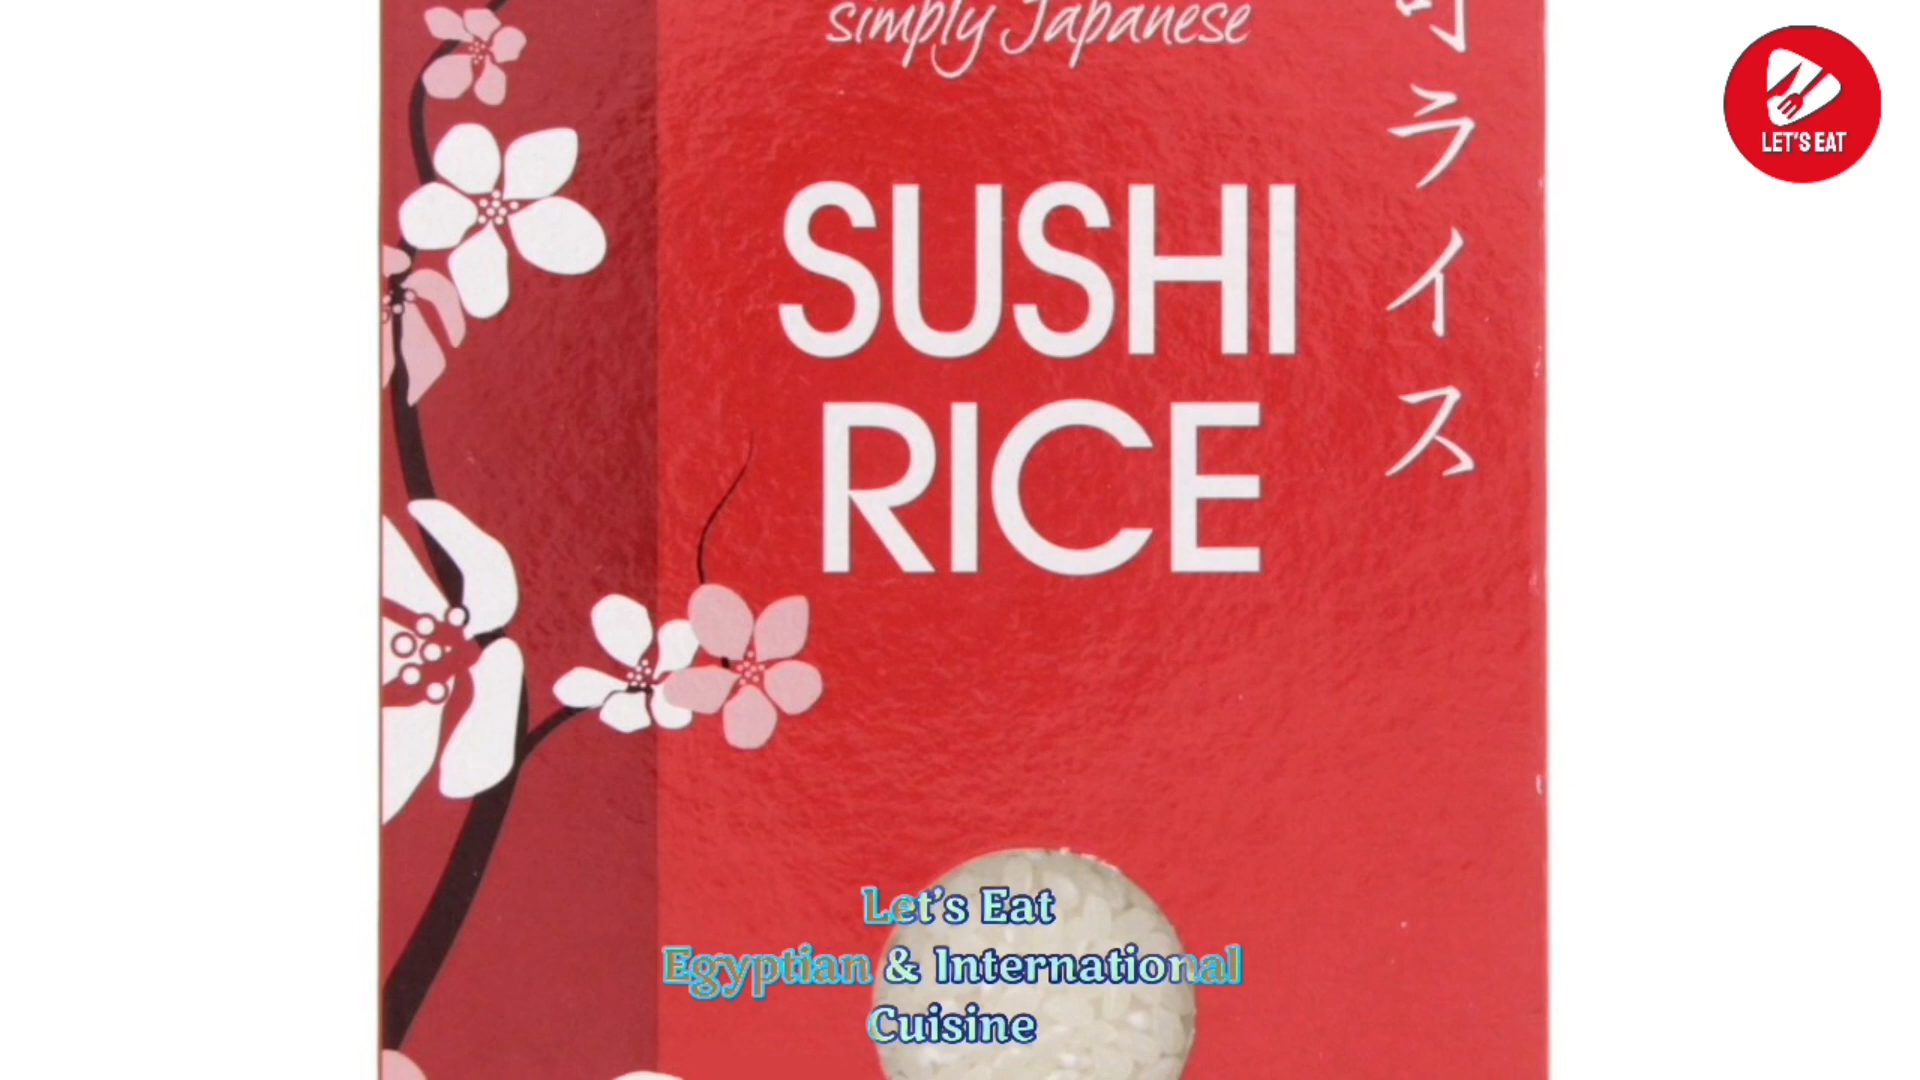 simply Japanese
SUSHI
RICE
ライス
LET'S EAT
Let's Eat
Egyptian & International
Cuisine